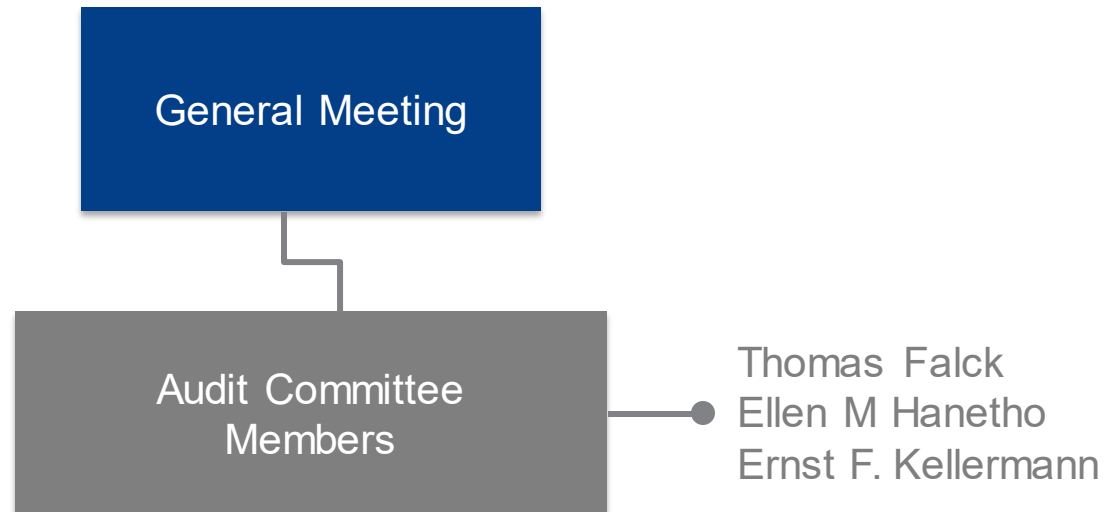 General Meeting
Audit Committee
Members
Thomas Falck
Ellen M Hanetho
Ernst F. Kellermann